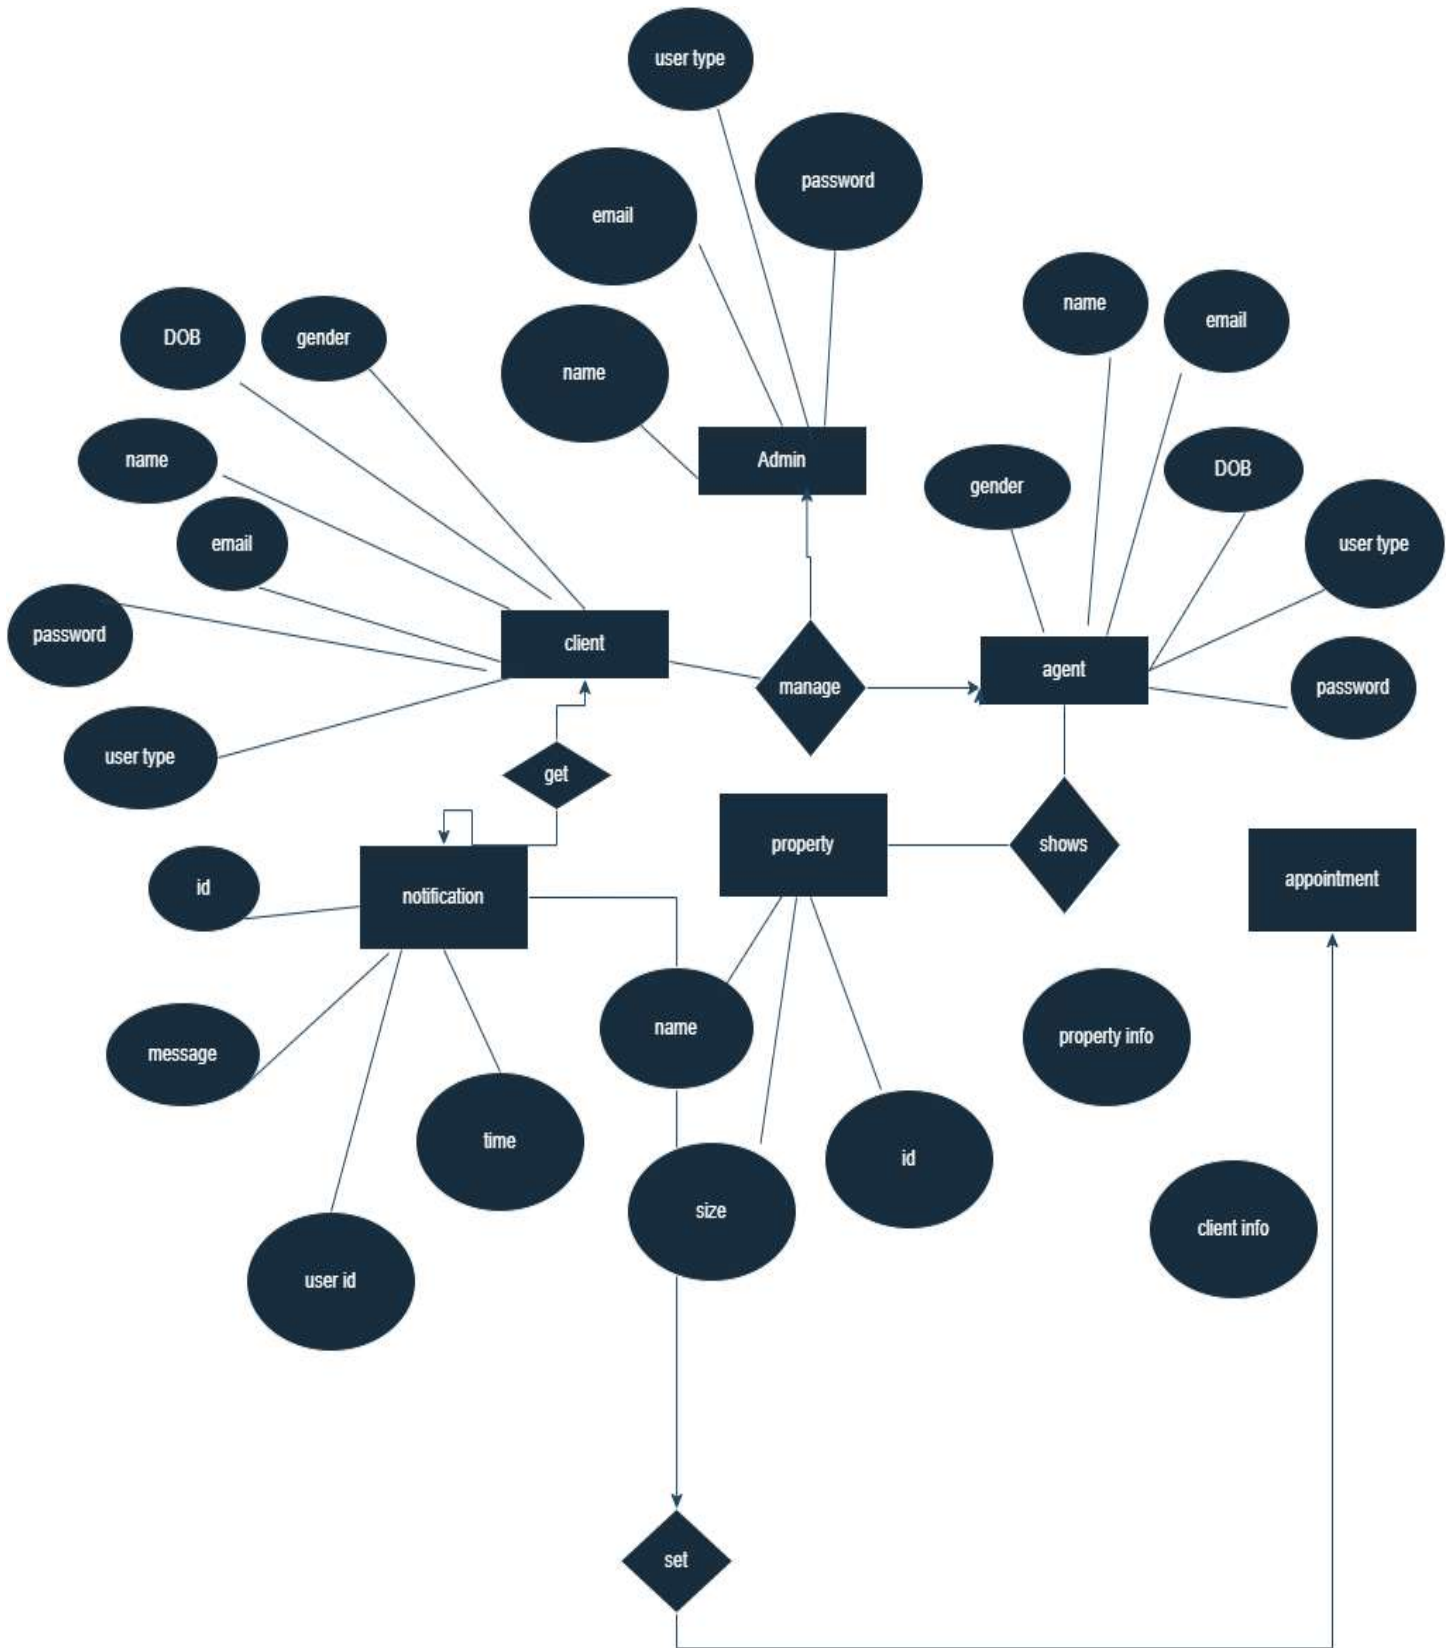 user type
password
email
name
email
DOB
gender
name
name
Admin
DOB
gender
email
user type
password
client
agent
manage
password
user type
get
property
shows
appointment
id
notification
name
property info
message
time
id
size
client info
user id
set